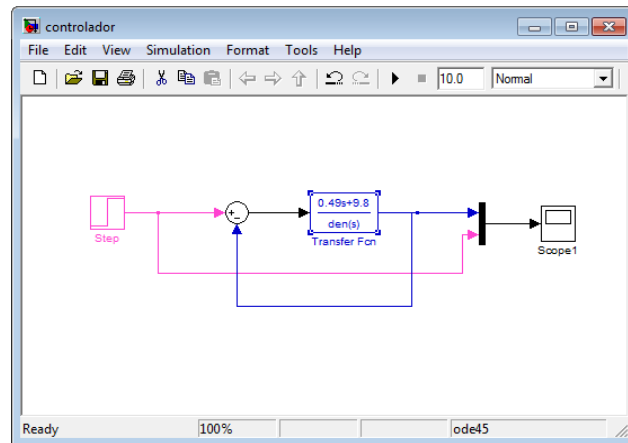 controlador
File Edit View Simulation Format Tools Help
10.0 Normal
Step
+
-
0.49s+9.8
den(s)
Transfer Fcn
Scope1
Ready 100% ode45